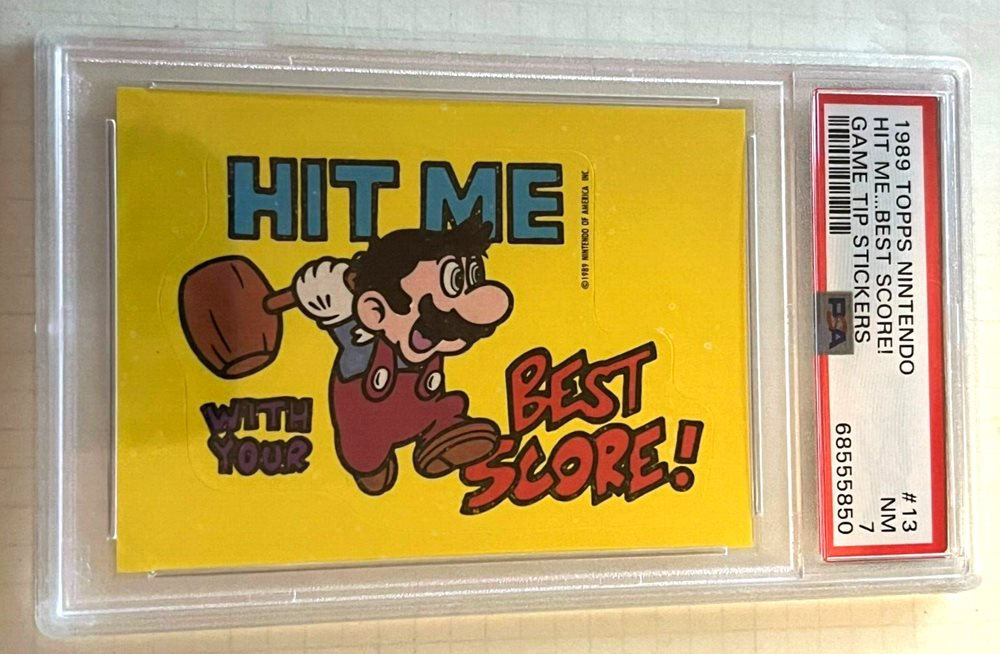 HIT ME
WITH
YOUR
BEST
SCORE!
©1989 NINTENDO OF AMERICA INC.
1989 TOPPS NINTENDO #13
HIT ME...BEST SCORE! NM
GAME TIP STICKERS 7
PSA 68555850